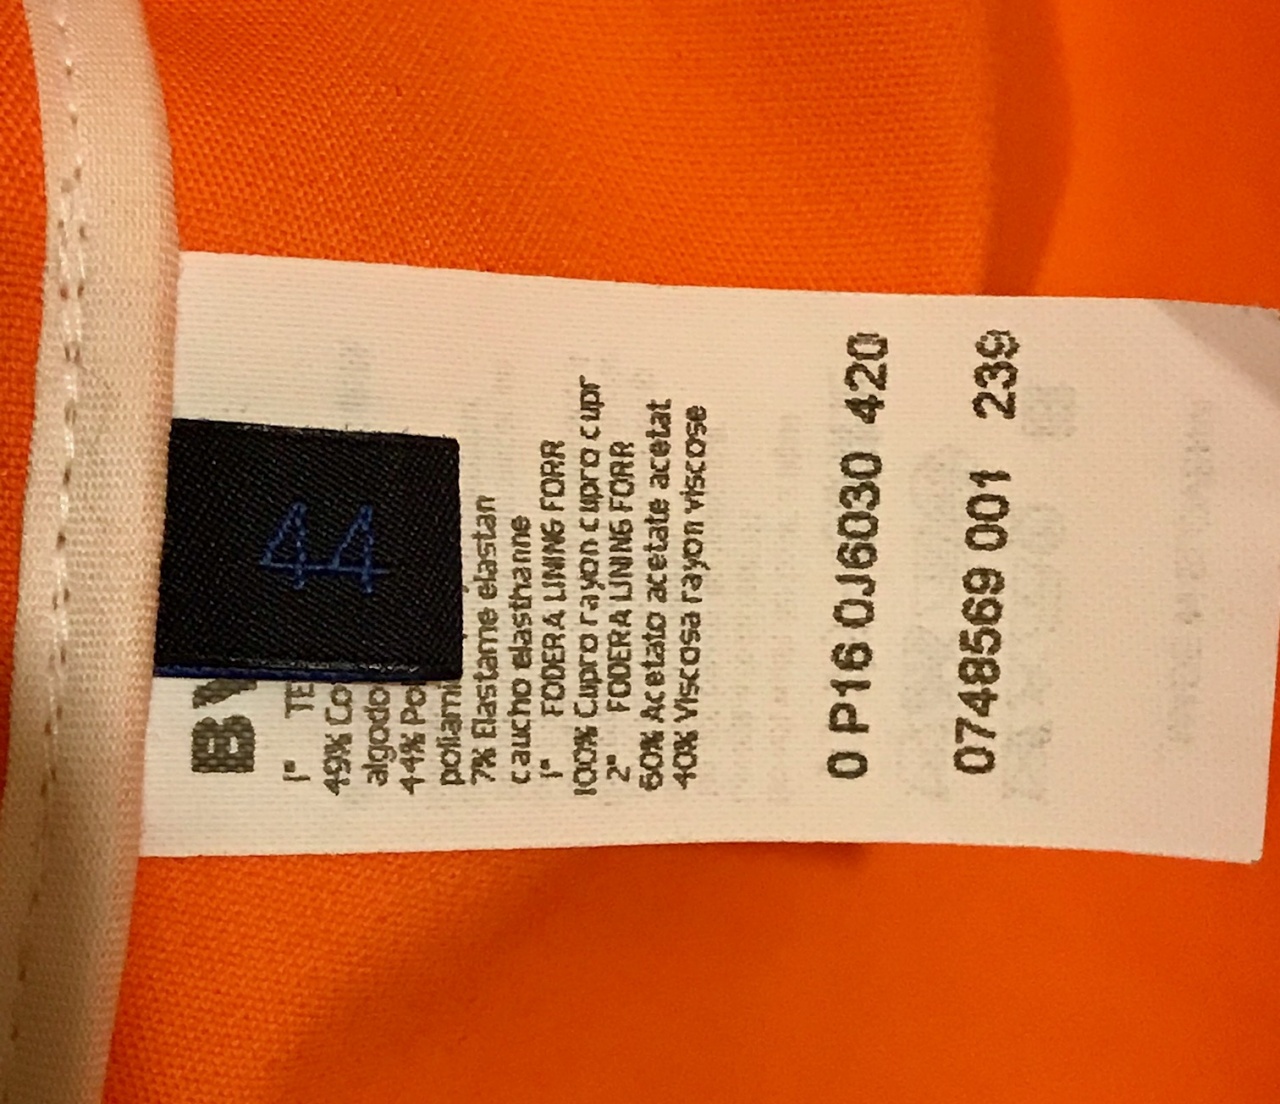 44
BV
1° TE
49% Co
algodo
44% Po
poliami
7% Elastame elastan
caucho elasthanne
1° FODERA LINING FORR
100% Cupro rayon cupro cupr
2° FODERA LINING FORR
60% Acetato acetate acetat
40% Viscosa rayon viscose
0 P16 0J6030 420
0748569 001 239